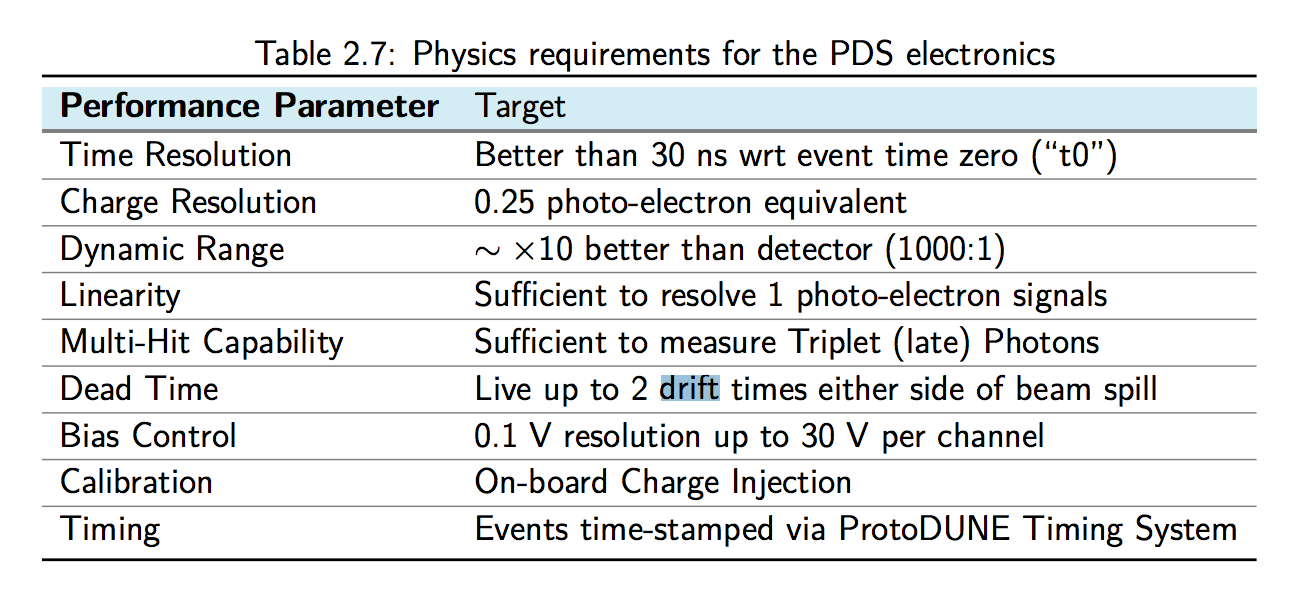 Table 2.7: Physics requirements for the PDS electronics
Performance Parameter Target
Time Resolution Better than 30 ns wrt event time zero (“t0”)
Charge Resolution 0.25 photo-electron equivalent
Dynamic Range ∼ ×10 better than detector (1000:1)
Linearity Sufficient to resolve 1 photo-electron signals
Multi-Hit Capability Sufficient to measure Triplet (late) Photons
Dead Time Live up to 2 drift times either side of beam spill
Bias Control 0.1 V resolution up to 30 V per channel
Calibration On-board Charge Injection
Timing Events time-stamped via ProtoDUNE Timing System